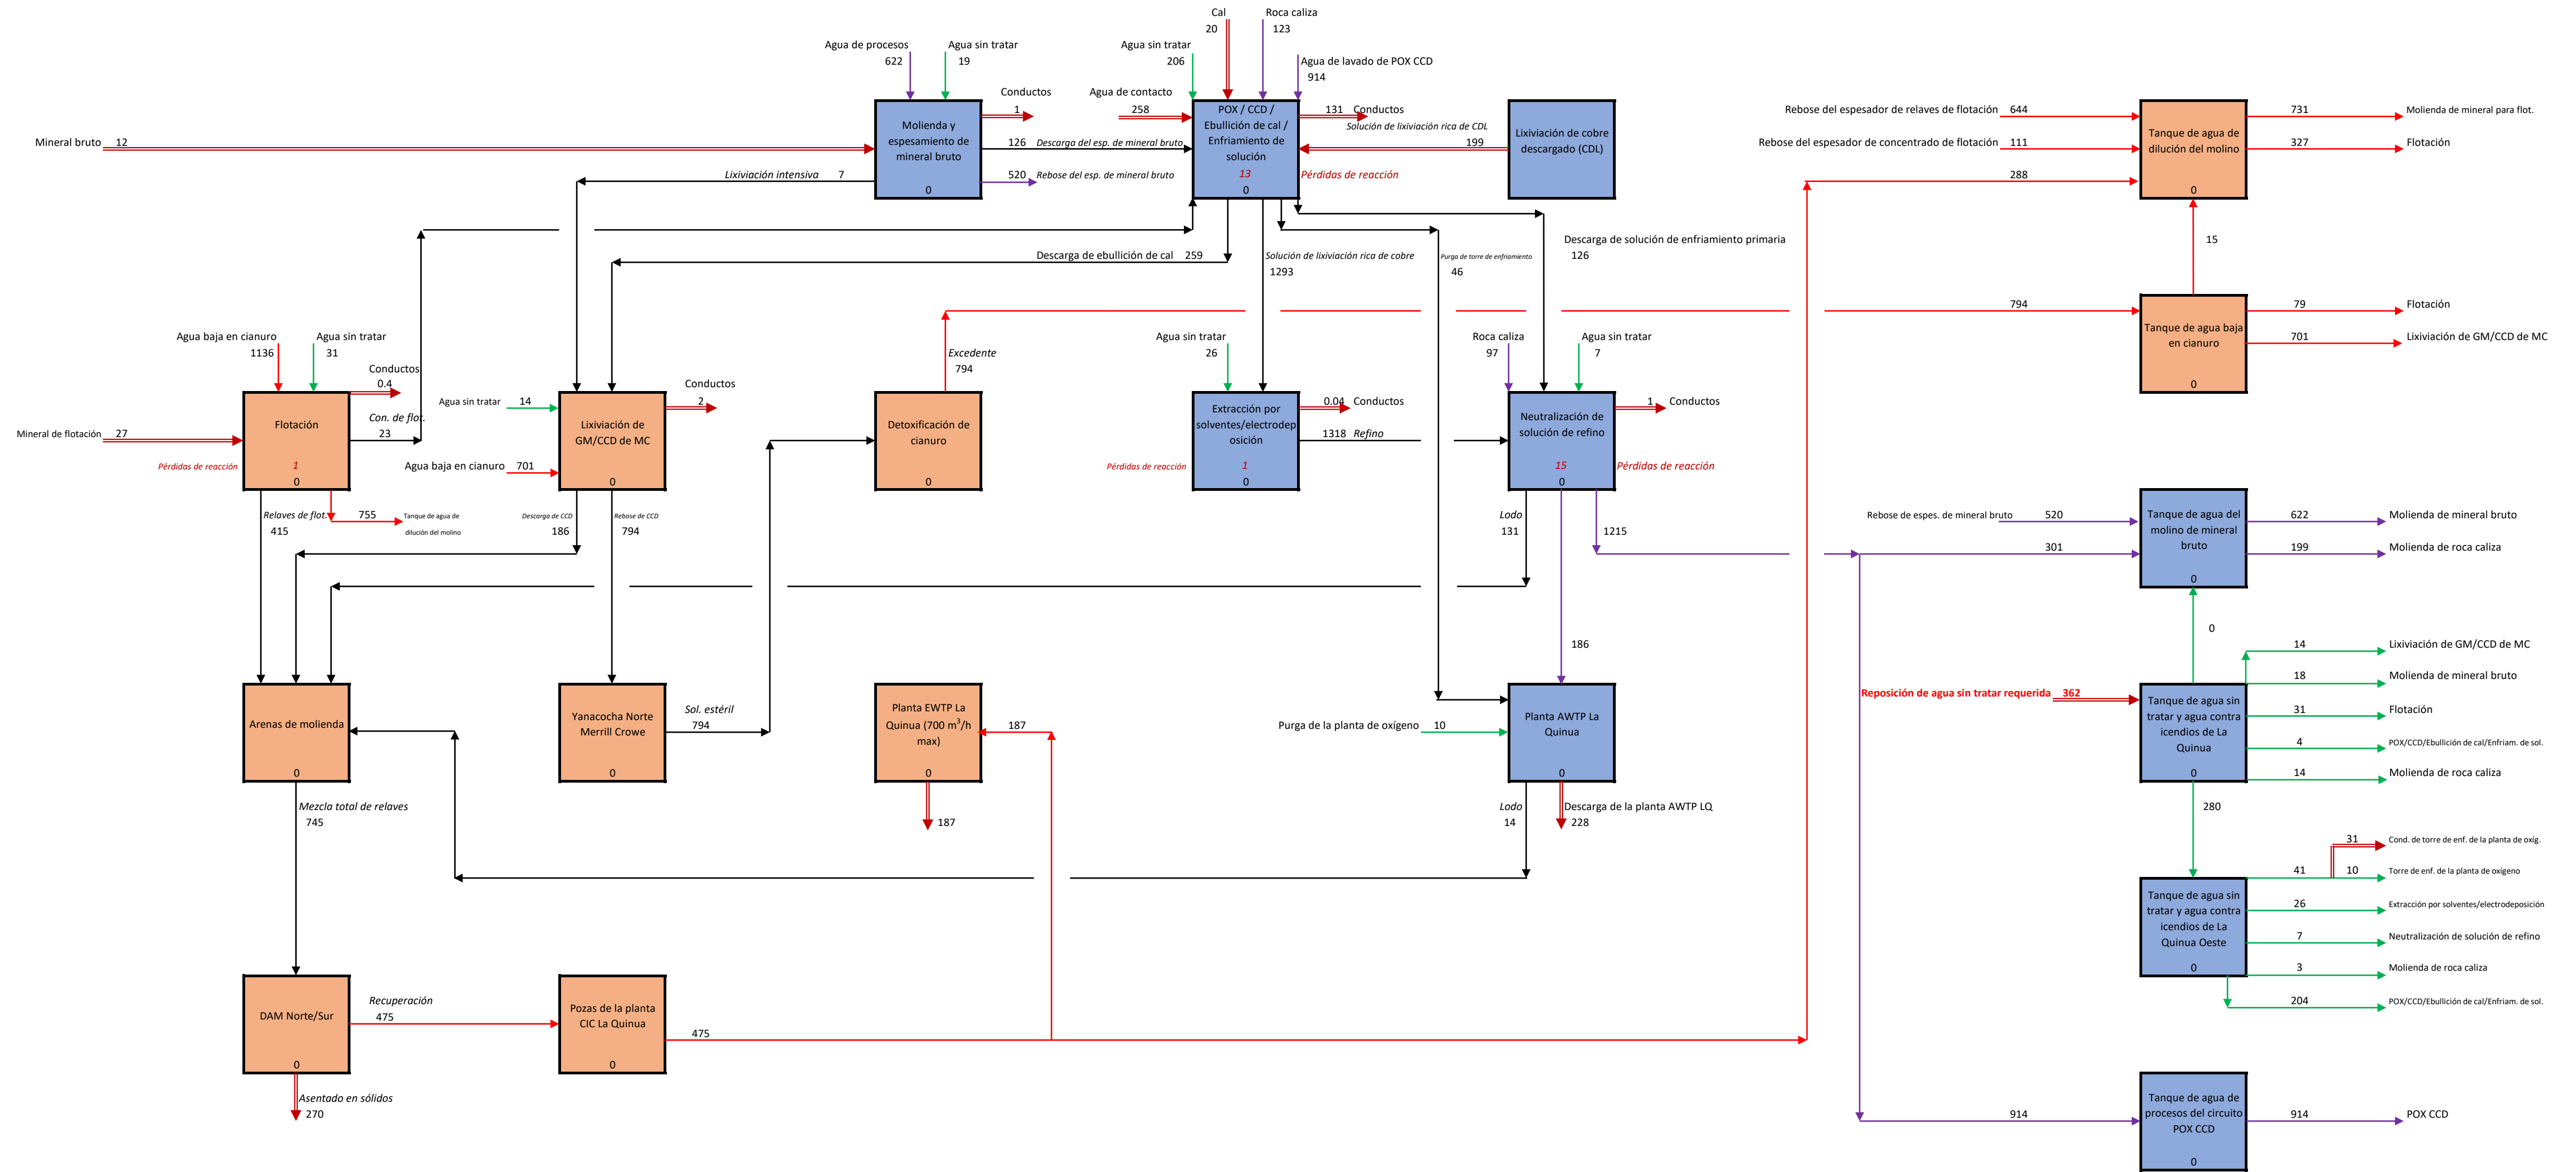 Cal
20
Roca caliza
123
Agua de procesos
622
Agua sin tratar
19
Agua sin tratar
206
Agua de lavado de POX CCD
914
Conductos
1
Agua de contacto
258
131 Conductos
Solución de lixiviación rica de CDL
199
Mineral bruto 12
Molienda y
espesamiento de
mineral bruto
0
126 Descarga del esp. de mineral bruto
520 Rebose del esp. de mineral bruto
Lixiviación intensiva 7
POX / CCD /
Ebullición de cal /
Enfriamiento de
solución
13
0
Pérdidas de reacción
Lixiviación de cobre
descargado (CDL)
Rebose del espesador de relaves de flotación 644
Rebose del espesador de concentrado de flotación 111
288
Tanque de agua de
dilución del molino
0
731 Molienda de mineral para flot.
327 Flotación
15
Descarga de ebullición de cal 259
Solución de lixiviación rica de cobre
1293
Purga de torre de enfriamiento
46
Descarga de solución de enfriamiento primaria
126
794
Tanque de agua baja
en cianuro
0
79 Flotación
701 Lixiviación de GM/CCD de MC
Agua baja en cianuro
1136
Agua sin tratar
31
Conductos
0.4
Con. de flot.
23
Mineral de flotación 27
Flotación
1
0
Pérdidas de reacción
Relaves de flot.
415
755 Tanque de agua de
dilución del molino
Agua sin tratar 14
Agua baja en cianuro 701
Lixiviación de
GM/CCD de MC
0
Conductos
2
Descarga de CCD
186
Rebose de CCD
794
Excedente
794
Detoxificación de
cianuro
0
Agua sin tratar
26
Extracción por
solventes/electrodep
osición
1
0
Pérdidas de reacción
0.04 Conductos
1318 Refino
Roca caliza
97
Agua sin tratar
7
Neutralización de
solución de refino
15
0
1 Conductos
Pérdidas de reacción
Lodo
131
1215
186
Rebose de espes. de mineral bruto 520
301
Tanque de agua del
molino de mineral
bruto
0
622 Molienda de mineral bruto
199 Molienda de roca caliza
0
Arenas de molienda
0
Yanacocha Norte
Merrill Crowe
0
Sol. estéril
794
Planta EWTP La
Quinua (700 m³/h
max)
0
187
187
Purga de la planta de oxígeno 10
Planta AWTP La
Quinua
0
Lodo
14
Descarga de la planta AWTP LQ
228
Reposición de agua sin tratar requerida 362
Tanque de agua sin
tratar y agua contra
icendios de La
Quinua
0
14 Lixiviación de GM/CCD de MC
18 Molienda de mineral bruto
31 Flotación
4 POX/CCD/Ebullición de cal/Enfriam. de sol.
14 Molienda de roca caliza
280
Mezcla total de relaves
745
Tanque de agua sin
tratar y agua contra
icendios de La
Quinua Oeste
0
31 Cond. de torre de enf. de la planta de oxíg.
41 10 Torre de enf. de la planta de oxigeno
26 Extracción por solventes/electrodeposición
7 Neutralización de solución de refino
3 Molienda de roca caliza
204 POX/CCD/Ebullición de cal/Enfriam. de sol.
DAM Norte/Sur
0
Recuperación
475
Pozas de la planta
CIC La Quinua
0
475
Asentado en sólidos
270
914
Tanque de agua de
procesos del circuito
POX CCD
0
914 POX CCD